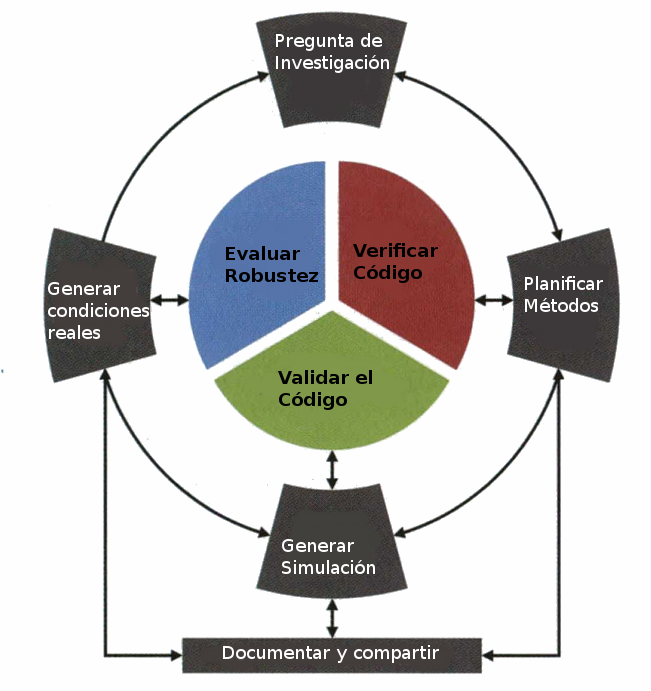 Pregunta de
Investigación
Evaluar
Robustez
Verificar
Código
Generar
condiciones
reales
Planificar
Métodos
Validar el
Código
Generar
Simulación
Documentar y compartir